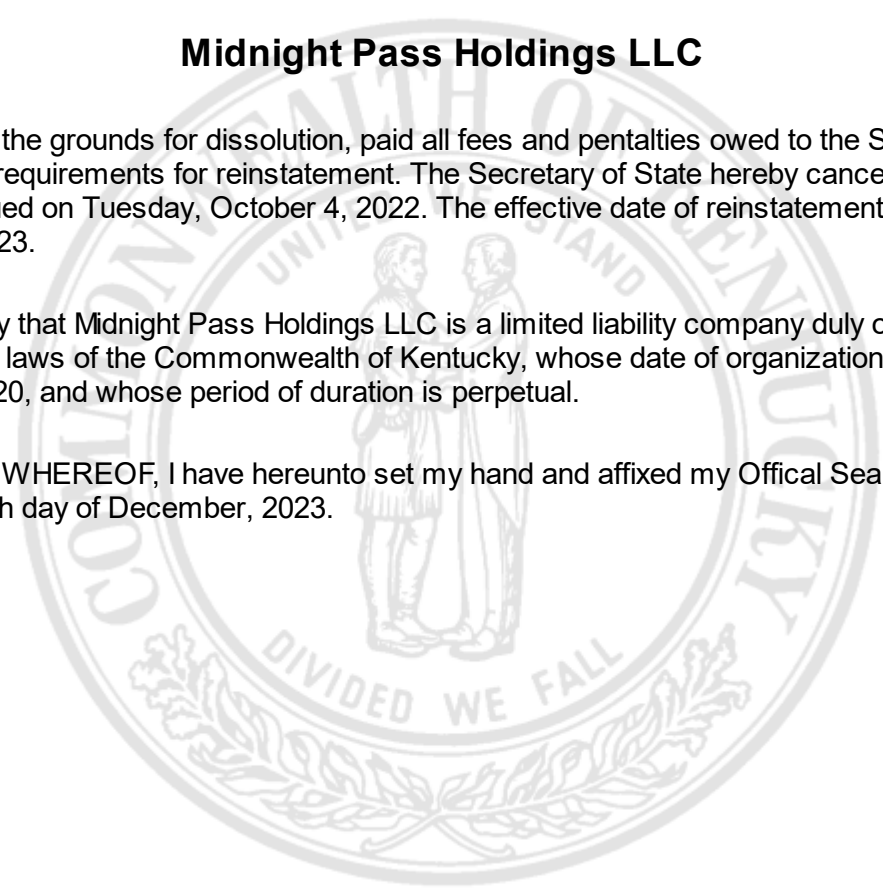 Midnight Pass Holdings LLC
the grounds for dissolution, paid all fees and pentalties owed to the S
requirements for reinstatement. The Secretary of State hereby cance
ed on Tuesday, October 4, 2022. The effective date of reinstatement
23.
y that Midnight Pass Holdings LLC is a limited liability company duly o
laws of the Commonwealth of Kentucky, whose date of organization
20, and whose period of duration is perpetual.
WHEREOF, I have hereunto set my hand and affixed my Offical Sea
h day of December, 2023.
COMMONWEALTH OF KENTUCKY
UNITED WE STAND
DIVIDED WE FALL